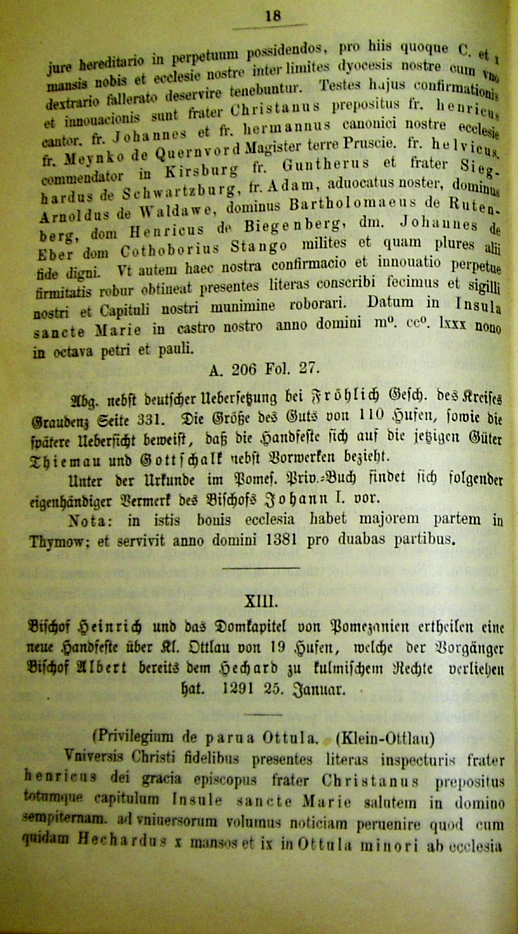 18
jure hereditario in perpetuum possidendos, pro hiis quoque C. et x
mansis nobis et ecclesie nostre inter limites dyocesis nostre cum vno
dextrario fallerato deservire tenebuntur. Testes hujus confirmationis
et innouacionis sunt frater Christanus prepositus fr. henricus
cantor. fr. Johannes et fr. hermannus canonici nostre ecclesie
fr. Meynko de Quernvord Magister terre Pruscie. fr. helvicus.
commendator in Kirsburg fr. Guntherus et frater Sieg-
hardus de Schwartzburg, fr. Adam, aduocatus noster, dominus
Arnoldus de Waldawe, dominus Bartholomaeus de Ruten-
berg, dom Henricus de Biegenberg, dm. Johannes de
Eber dom Cothoborius Stango milites et quam plures alii
fide digni. Vt autem haec nostra confirmacio et innouatio perpetue
firmitatis robur obtineat presentes literas conscribi fecimus et sigilli
nostri et Capituli nostri munimine roborari. Datum in Insula
sancte Marie in castro nostro anno domini mº. ccº. lxxx nono
in octava petri et pauli.
A. 206 Fol. 27.
Abg. nebst deutscher Uebersetzung bei Fröhlich Gesch. des Kreises
Graudenz Seite 331. Die Größe des Guts von 110 Hufen, sowie die
spätere Uebersicht beweist, daß die Handfeste sich auf die jetzigen Güter
Thiemau und Gottschalk nebst Vorwerken bezieht.
Unter der Urkunde im Pomes. Priv.-Buch findet sich folgender
eigenhändiger Vermerk des Bischofs Johann I. vor.
Nota: in istis bonis ecclesia habet majorem partem in
Thymow; et servivit anno domini 1381 pro duabas partibus.
XIII.
Bischof Heinrich und das Domkapitel von Pomezanien ertheilen eine
neue Handfeste über Kl. Ottlau von 19 Hufen, welche der Vorgänger
Bischof Albert bereits dem Hechard zu kulmischem Rechte verliehen
hat. 1291 25. Januar.
(Privilegium de parua Ottula. (Klein-Ottlau)
Vniversis Christi fidelibus presentes literas inspecturis frater
henricus dei gracia episcopus frater Christanus prepositus
totumque capitulum Insule sancte Marie salutem in domino
sempiternam. ad vniuersorum volumus noticiam peruenire quod cum
quidam Hechardus x mansos et ix in Ottula minori ab ecclesia